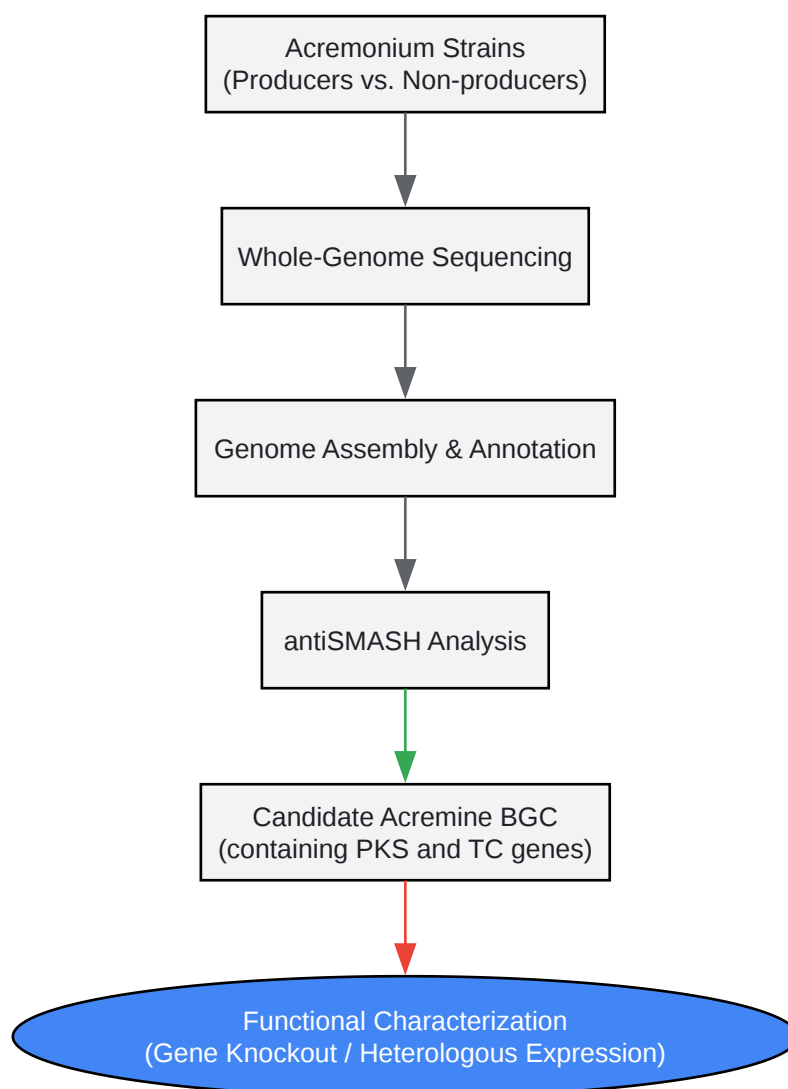 Acremonium Strains
(Producers vs. Non-producers)
Whole-Genome Sequencing
Genome Assembly & Annotation
antiSMASH Analysis
Candidate Acremine BGC
(containing PKS and TC genes)
Functional Characterization
(Gene Knockout / Heterologous Expression)